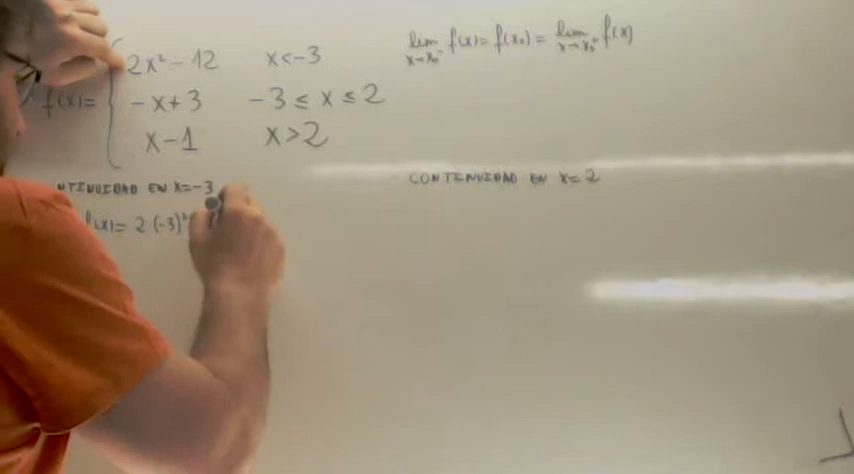 lim x→x₀⁻ f(x) = f(x₀) = lim x→x₀⁺ f(x)
f(x) = { 2x² - 12 x < -3
- x + 3 - 3 ≤ x ≤ 2
x - 1 x > 2
NTINUIDAD EN X = -3
CONTINUIDAD EN X = 2
f(x) = 2·(-3)²